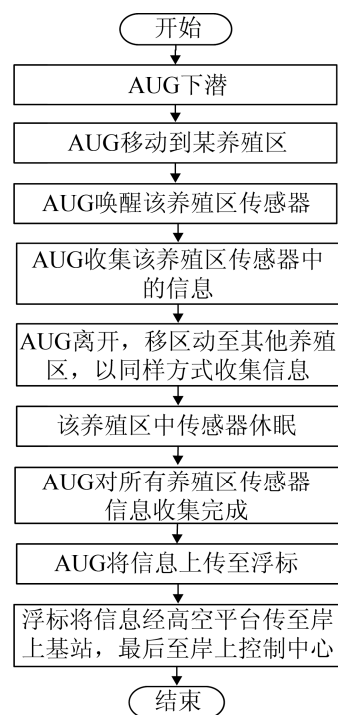 开始
AUG下潜
AUG移动到某养殖区
AUG唤醒该养殖区传感器
AUG收集该养殖区传感器中
的信息
AUG离开，移区动至其他养殖
区，以同样方式收集信息
该养殖区中传感器休眠
AUG对所有养殖区传感器
信息收集完成
AUG将信息上传至浮标
浮标将信息经高空平台传至岸
上基站，最后至岸上控制中心
结束